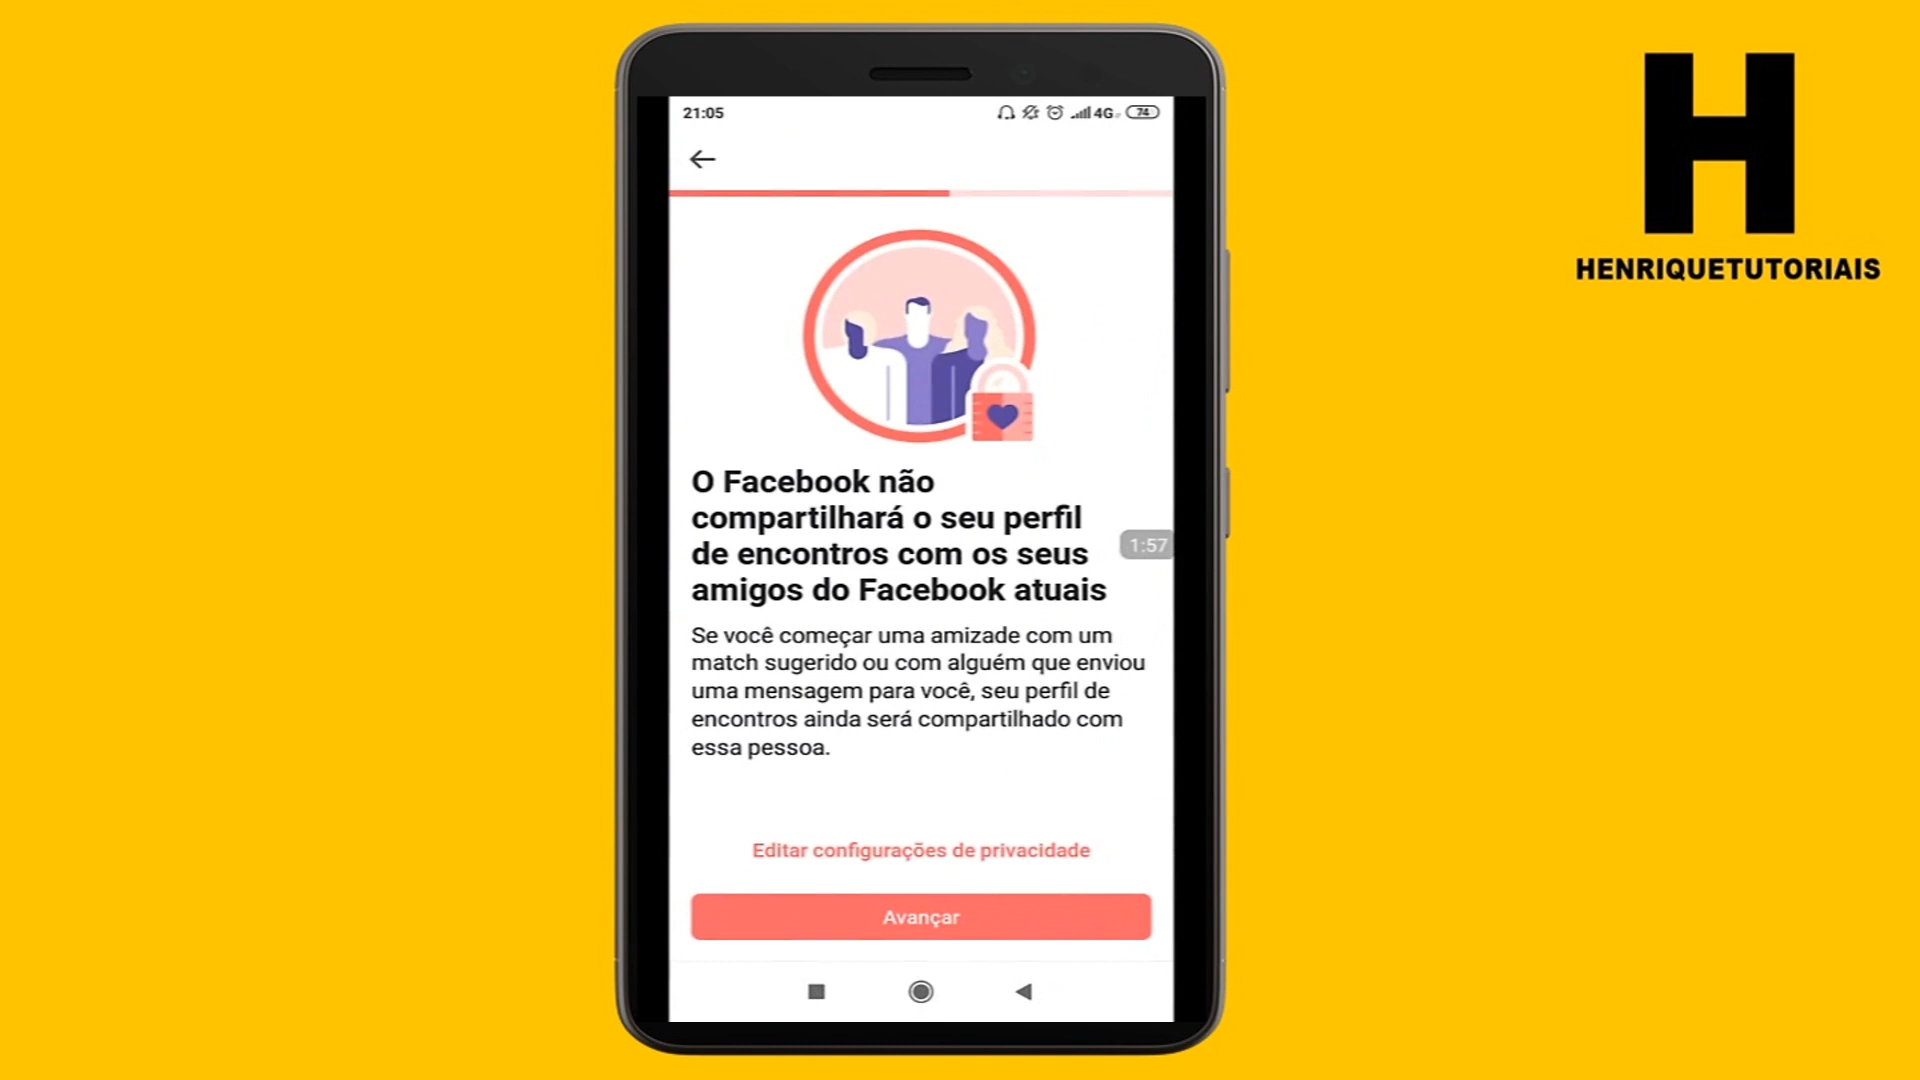 21:05
4G
74
H
HENRIQUETUTORIAIS
O Facebook não
compartilhará o seu perfil
de encontros com os seus
amigos do Facebook atuais
1:57
Se você começar uma amizade com um
match sugerido ou com alguém que enviou
uma mensagem para você, seu perfil de
encontros ainda será compartilhado com
essa pessoa.
Editar configurações de privacidade
Avançar